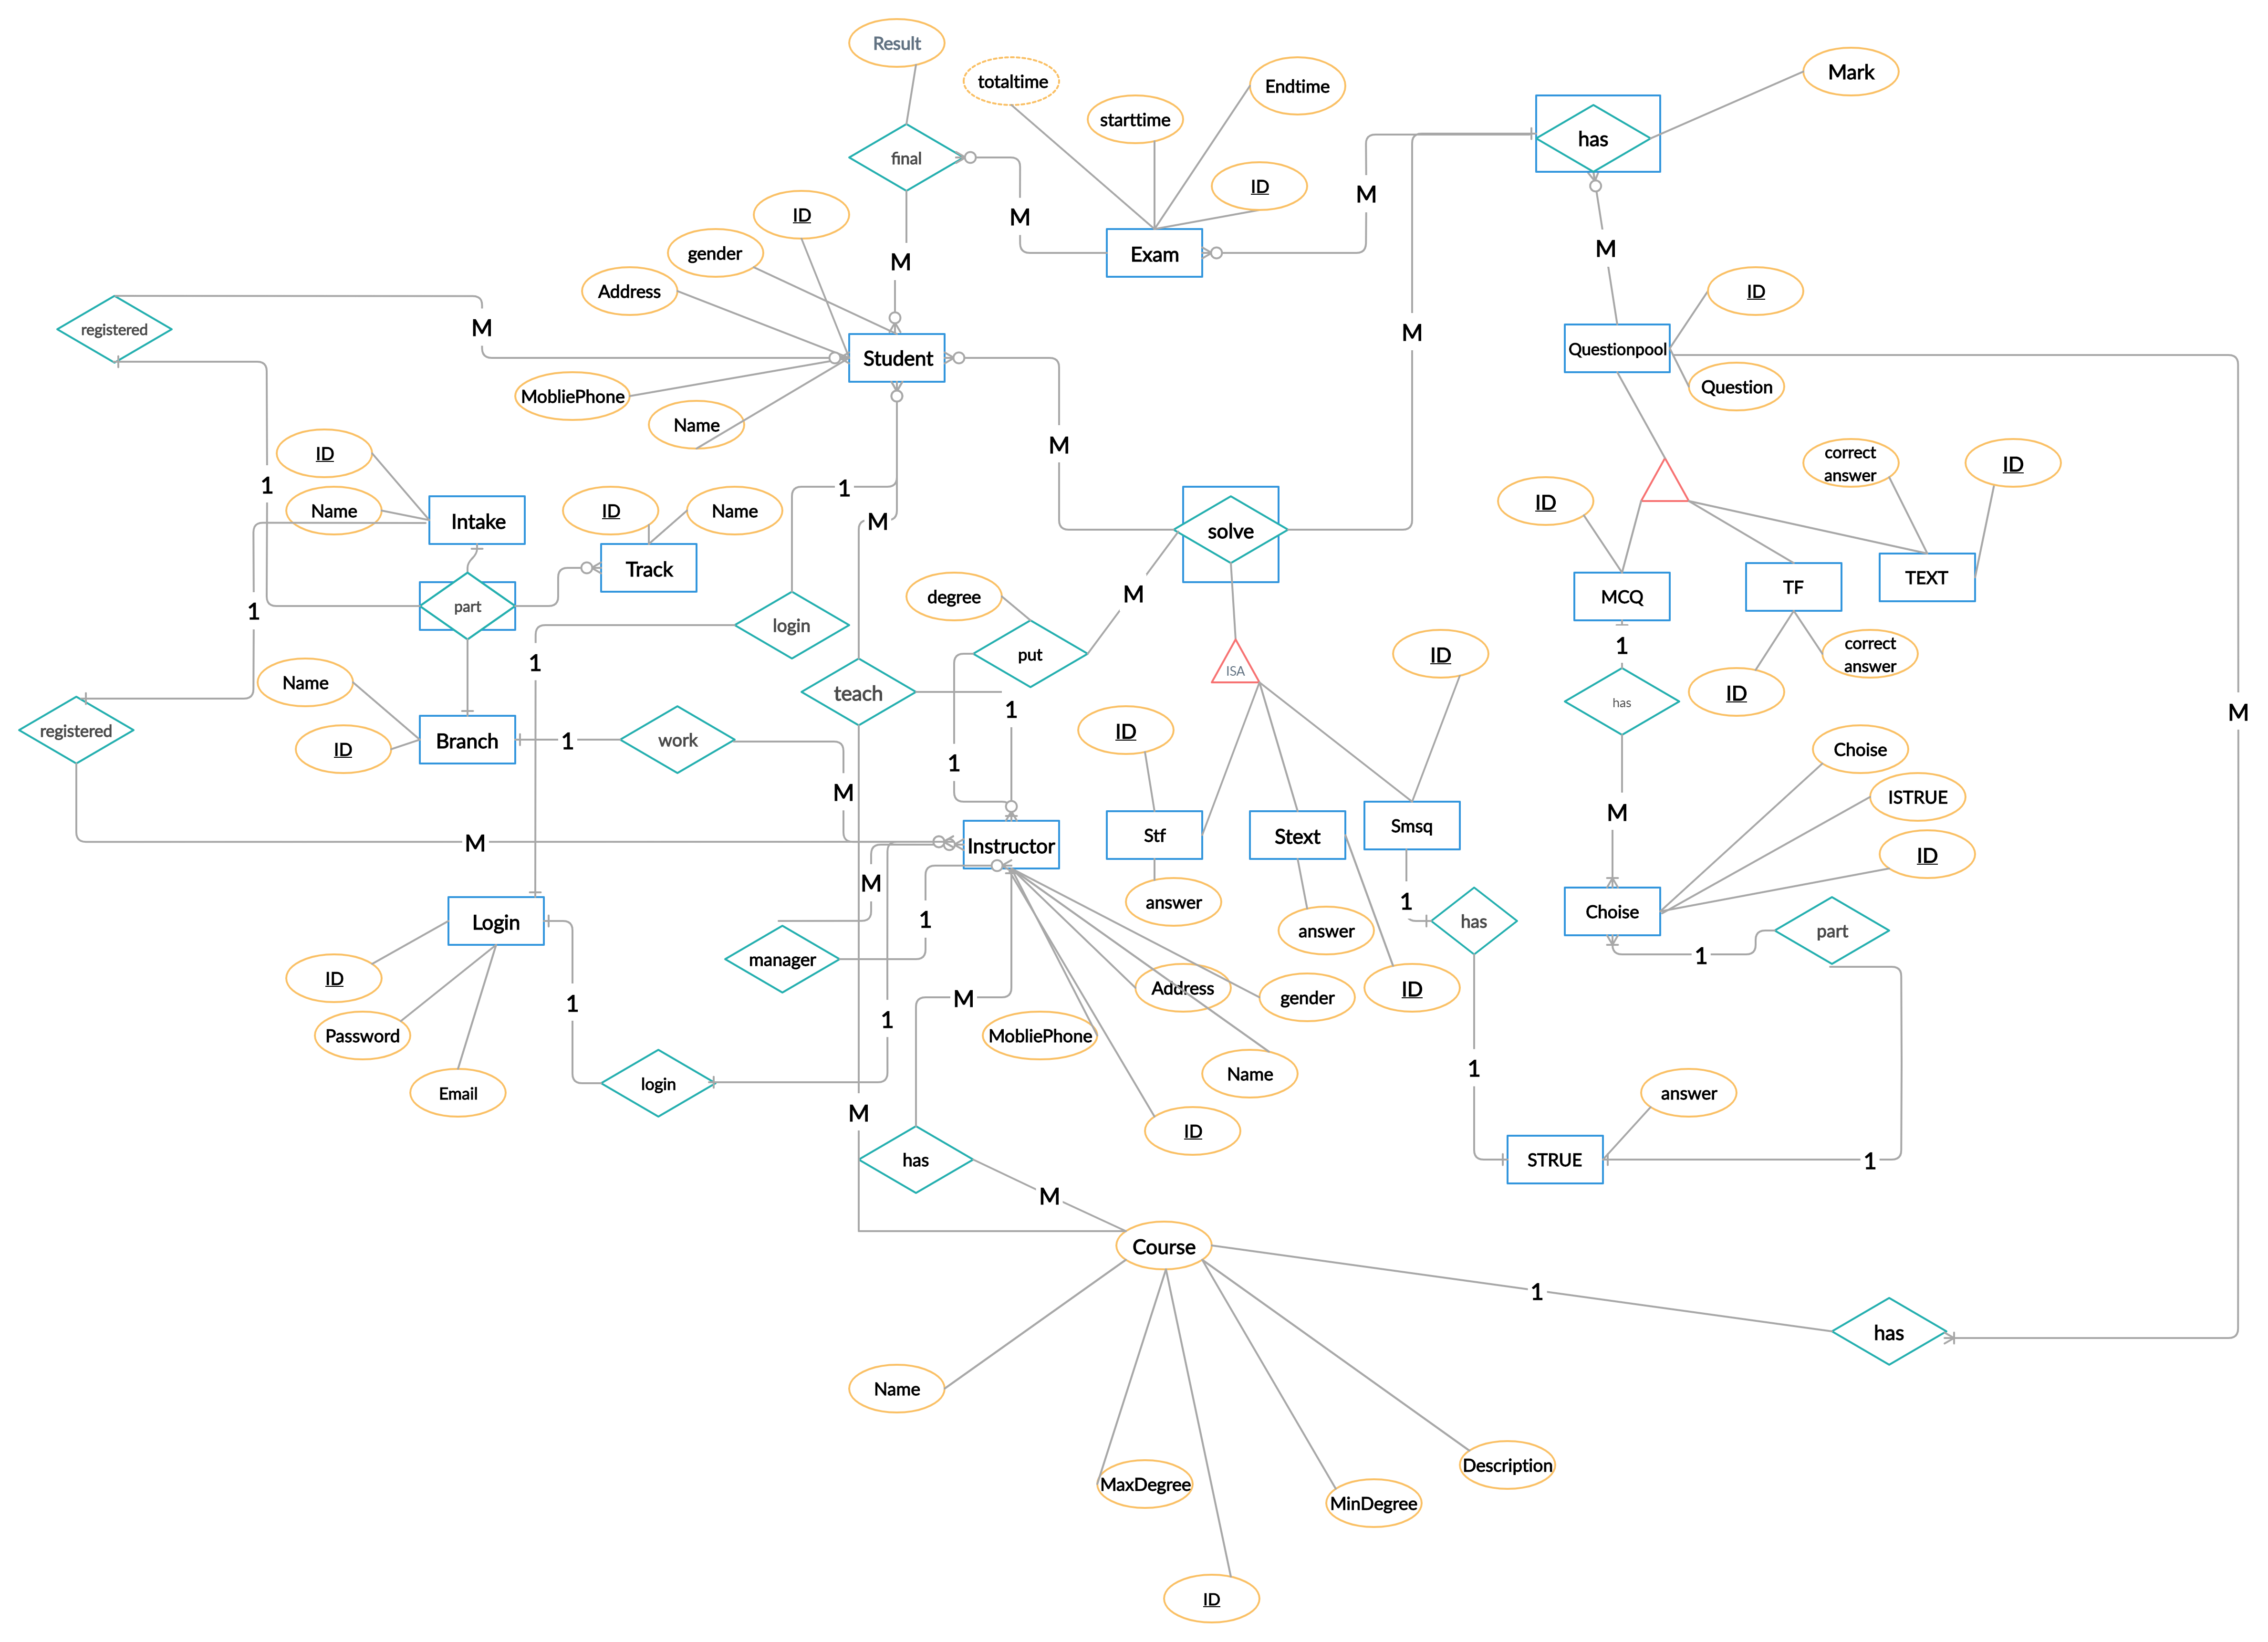 Result
totaltime
Endtime
Mark
starttime
final
has
ID
M
ID
M
gender
M
Exam
M
Address
ID
registered
M
M
Student
Questionpool
MobliePhone
Question
Name
M
ID
correct
answer
ID
1
ID
Name
Intake
ID
Name
1
M
solve
ID
Track
MCQ
TF
TEXT
part
1
degree
M
login
put
1
correct
answer
ID
ISA
1
Name
ID
has
teach
1
M
registered
Branch
1
work
ID
ID
Choise
1
M
M
ISTRUE
M
Instructor
Stf
Stext
Smsq
ID
M
Login
1
answer
answer
1
has
Choise
part
manager
1
ID
Address
gender
ID
1
M
1
MobliePhone
Password
Name
1
login
Email
M
answer
ID
has
STRUE
1
M
Course
1
has
Name
Description
MaxDegree
MinDegree
ID